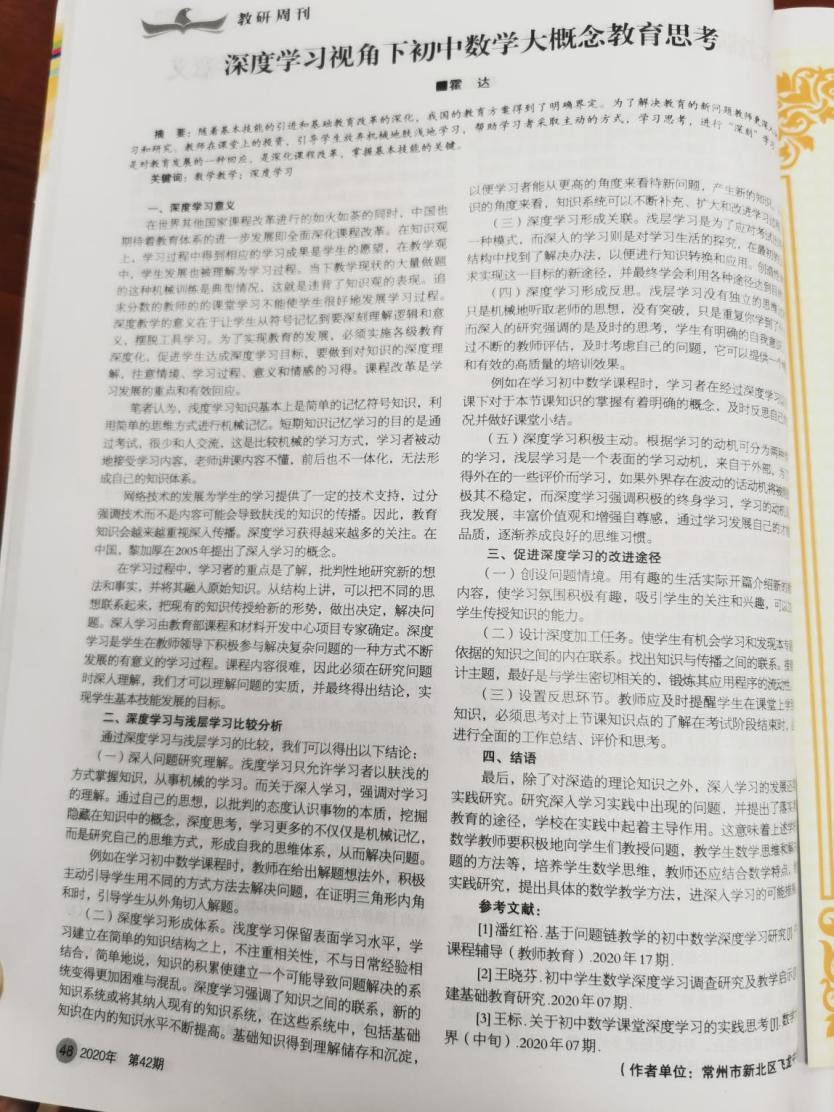 教研周刊
深度学习视角下初中数学大概念教育思考
■霍 达
摘 要：随着基本技能的引进和基础教育改革的深化，我国的教育方案得到了明确界定。为了解决教育的新问题教师更深入
习和研究。教师在课堂上的投资，引导学生放弃机械地肤浅地学习，帮助学习者采取主动的方式，学习思考，进行“深刻”学习
是对教育发展的一种回应，是深化课程改革，掌握基本技能的关键。
关键词：教学教学；深度学习
一、深度学习意义
在世界其他国家课程改革进行的如火如荼的同时，中国也
期待着教育体系的进一步发展即全面深化课程改革。在知识观
上，学习过程中得到相应的学习成果是学生的愿望，在教学观
中，学生发展也被理解为学习过程。当下教学现状的大量做题
的这种机械训练是典型情况，这就是违背了知识观的表现。追
求分数的教师的的课堂学习不能使学生很好地发展学习过程。
深度教学的意义在于让学生从符号记忆到要深刻理解逻辑和意
义，摆脱工具学习。为了实现教育的发展，必须实施各级教育
深度化，促进学生达成深度学习目标，要做到对知识的深度理
解，注意情境、学习过程、意义和情感的习得。课程改革是学
习发展的重点和有效回应。
笔者认为，浅度学习知识基本上是简单的记忆符号知识，利
用简单的思维方式进行机械记忆。短期知识记忆学习的目的是通
过考试，很少和人交流，这是比较机械的学习方式，学习者被动
地接受学习内容，老师讲课内容不懂，前后也不一体化，无法形
成自己的知识体系。
网络技术的发展为学生的学习提供了一定的技术支持，过分
强调技术而不是内容可能会导致肤浅的知识的传播。因此，教育
知识会越来越重视深入传播。深度学习获得越来越多的关注。在
中国，黎加厚在2005年提出了深入学习的概念。
在学习过程中，学习者的重点是了解，批判性地研究新的想
法和事实，并将其融入原始知识。从结构上讲，可以把不同的思
想联系起来，把现有的知识传授给新的形势，做出决定，解决问
题。深入学习由教育部课程和材料开发中心项目专家确定。深度
学习是学生在教师领导下积极参与解决复杂问题的一种方式不断
发展的有意义的学习过程。课程内容很难，因此必须在研究问题
时深入理解，我们才可以理解问题的实质，并最终得出结论，实
现学生基本技能发展的目标。
二、深度学习与浅层学习比较分析
通过深度学习与浅层学习的比较，我们可以得出以下结论：
（一）深入问题研究理解。浅度学习只允许学习者以肤浅的
方式掌握知识，从事机械的学习。而关于深入学习，强调对学习
的理解。通过自己的思想，以批判的态度认识事物的本质，挖掘
隐藏在知识中的概念，深度思考，学习更多的不仅仅是机械记忆，
而是研究自己的思维方式，形成自我的思维体系，从而解决问题。
例如在学习初中数学课程时，教师在给出解题想法外，积极
主动引导学生用不同的方式方法去解决问题，在证明三角形内角
和时，引导学生从外角切入解题。
（二）深度学习形成体系。浅度学习保留表面学习水平，学
习建立在简单的知识结构之上，不注重相关性，不与日常经验相
结合，简单地说，知识的积累使建立一个可能导致问题解决的系
统变得更加困难与混乱。深度学习强调了知识之间的联系，新的
知识系统或将其纳入现有的知识系统，在这些系统中，包括基础
知识在内的知识水平不断提高。基础知识得到理解储存和沉淀，
以便学习者能从更高的角度来看待新问题，产生新的知识，
识的角度来看，知识系统可以不断补充、扩大和改进学习过程
（三）深度学习形成关联。浅层学习是为了应对考试
一种模式，而深入的学习则是对学习生活的探究，在最初的
结构中找到了解决办法，以便进行知识转换和应用。创造性
求实现这一目标的新途径，并最终学会利用各种途径达到目
（四）深度学习形成反思。浅层学习没有独立的思维
只是机械地听取老师的思想，没有突破，只是重复你学到了
而深入的研究强调的是及时的思考，学生有明确的自我意
过不断的教师评估，及时考虑自己的问题，它可以提供一个
和有效的高质量的培训效果。
例如在学习初中数学课程时，学习者在经过深度学习
课下对于本节课知识的掌握有着明确的概念，及时反思自己
况并做好课堂小结。
（五）深度学习积极主动。根据学习的动机可分为两种
的学习，浅层学习是一个表面的学习动机，来自于外部，为
得外在的一些评价而学习，如果外界存在波动的话动机将被
极其不稳定，而深度学习强调积极的终身学习，学习的动机
我发展，丰富价值观和增强自尊感，通过学习发展自己的才
品质，逐渐养成良好的思维习惯。
三、促进深度学习的改进途径
（一）创设问题情境。用有趣的生活实际开篇介绍新的
内容，使学习氛围积极有趣，吸引学生的关注和兴趣，可以
学生传授知识的能力。
（二）设计深度加工任务。使学生有机会学习和发现本
依据的知识之间的内在联系。找出知识与传播之间的联系。
计主题，最好是与学生密切相关的，锻炼其应用程序的流动性。
（三）设置反思环节。教师应及时提醒学生在课堂上学
知识，必须思考对上节课知识点的了解在考试阶段结束时，
进行全面的工作总结、评价和思考。
四、结语
最后，除了对深造的理论知识之外，深入学习的发展
实践研究。研究深入学习实践中出现的问题，并提出了落实
教育的途径，学校在实践中起着主导作用。这意味着上述
数学教师要积极地向学生们教授问题，教学生数学思维和解
题的方法等，培养学生数学思维，教师还应结合数学特点，
实践研究，提出具体的数学教学方法，进深入学习的可能
参考文献：
[1]潘红裕.基于问题链教学的初中数学深度学习研究[J]
课程辅导（教师教育）.2020年17期.
[2]王晓芬.初中学生数学深度学习调查研究及教学启示[J]
建基础教育研究.2020年07期.
[3]王标.关于初中数学课堂深度学习的实践思考[J].数学
界（中旬）.2020年07期.
（作者单位：常州市新北区飞龙
48 2020年 第42期